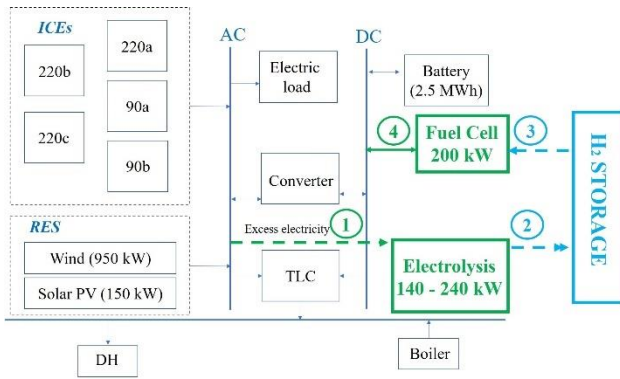 ICEs
220a
220b
90a
220c
90b
RES
Wind (950 kW)
Solar PV (150 kW)
AC
DC
Electric
load
Battery
(2.5 MWh)
4
Fuel Cell
200 kW
3
H₂ STORAGE
Converter
Excess electricity
1
2
Electrolysis
140 - 240 kW
TLC
DH
Boiler